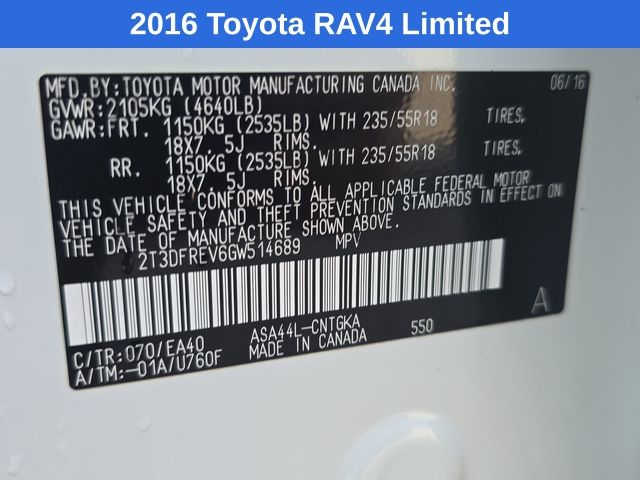 2016 Toyota RAV4 Limited
MFD.BY:TOYOTA MOTOR MANUFACTURING CANADA INC. 06/16
GVWR:2105KG (4640LB)
GAWR:FRT. 1150KG (2535LB) WITH 235/55R18 TIRES,
18X7.5J RIMS.
RR. 1150KG (2535LB) WITH 235/55R18 TIRES,
18X7.5J RIMS.
THIS VEHICLE CONFORMS TO ALL APPLICABLE FEDERAL MOTOR
VEHICLE SAFETY AND THEFT PREVENTION STANDARDS IN EFFECT ON
THE DATE OF MANUFACTURE SHOWN ABOVE.
2T3DFREV6GW514689 MPV
A
C/TR:070/EA40 ASA44L-CNTGKA 550
A/TM:-01A/U760F MADE IN CANADA